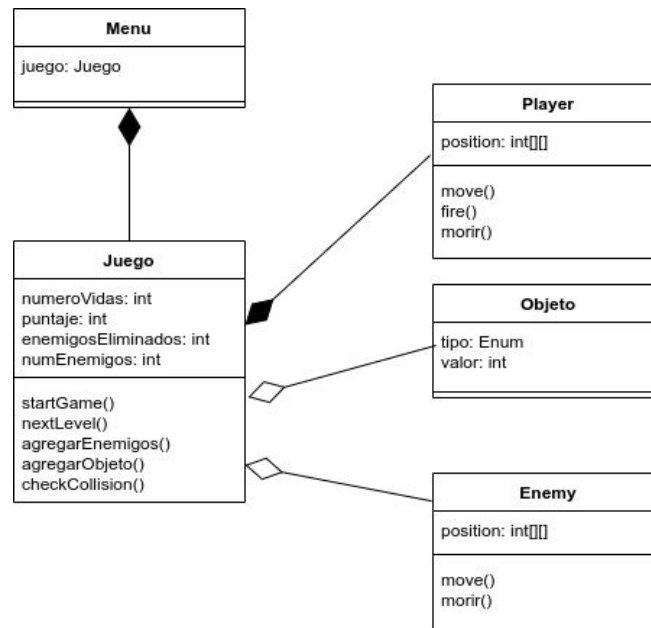 Menu
juego: Juego
Juego
numeroVidas: int
puntaje: int
enemigosEliminados: int
numEnemigos: int
startGame()
nextLevel()
agregarEnemigos()
agregarObjeto()
checkCollision()
Player
position: int[][]
move()
fire()
morir()
Objeto
tipo: Enum
valor: int
Enemy
position: int[][]
move()
morir()